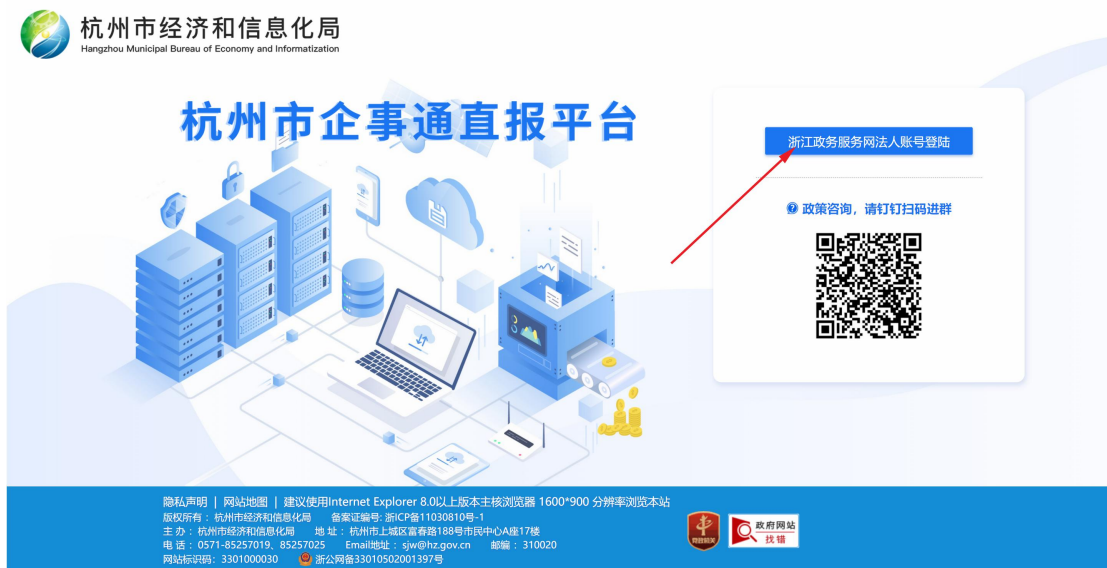 杭州市经济和信息化局
Hangzhou Municipal Bureau of Economy and Informatization
杭州市企事通直报平台
浙江政务服务网法人账号登陆
政策咨询，请钉钉扫码进群
隐私声明 | 网站地图 | 建议使用Internet Explorer 8.0以上版本主核浏览器 1600*900 分辨率浏览本站
版权所有：杭州市经济和信息化局 备案证编号: 浙ICP备11030810号-1
主 办：杭州市经济和信息化局 地 址：杭州市上城区富春路188号市民中心A座17楼
电 话：0571-85257019、85257025 Email地址：sjw@hz.gov.cn 邮编：310020
网站标识码：3301000030 浙公网备33010502001397号
党政机关
政府网站
找错